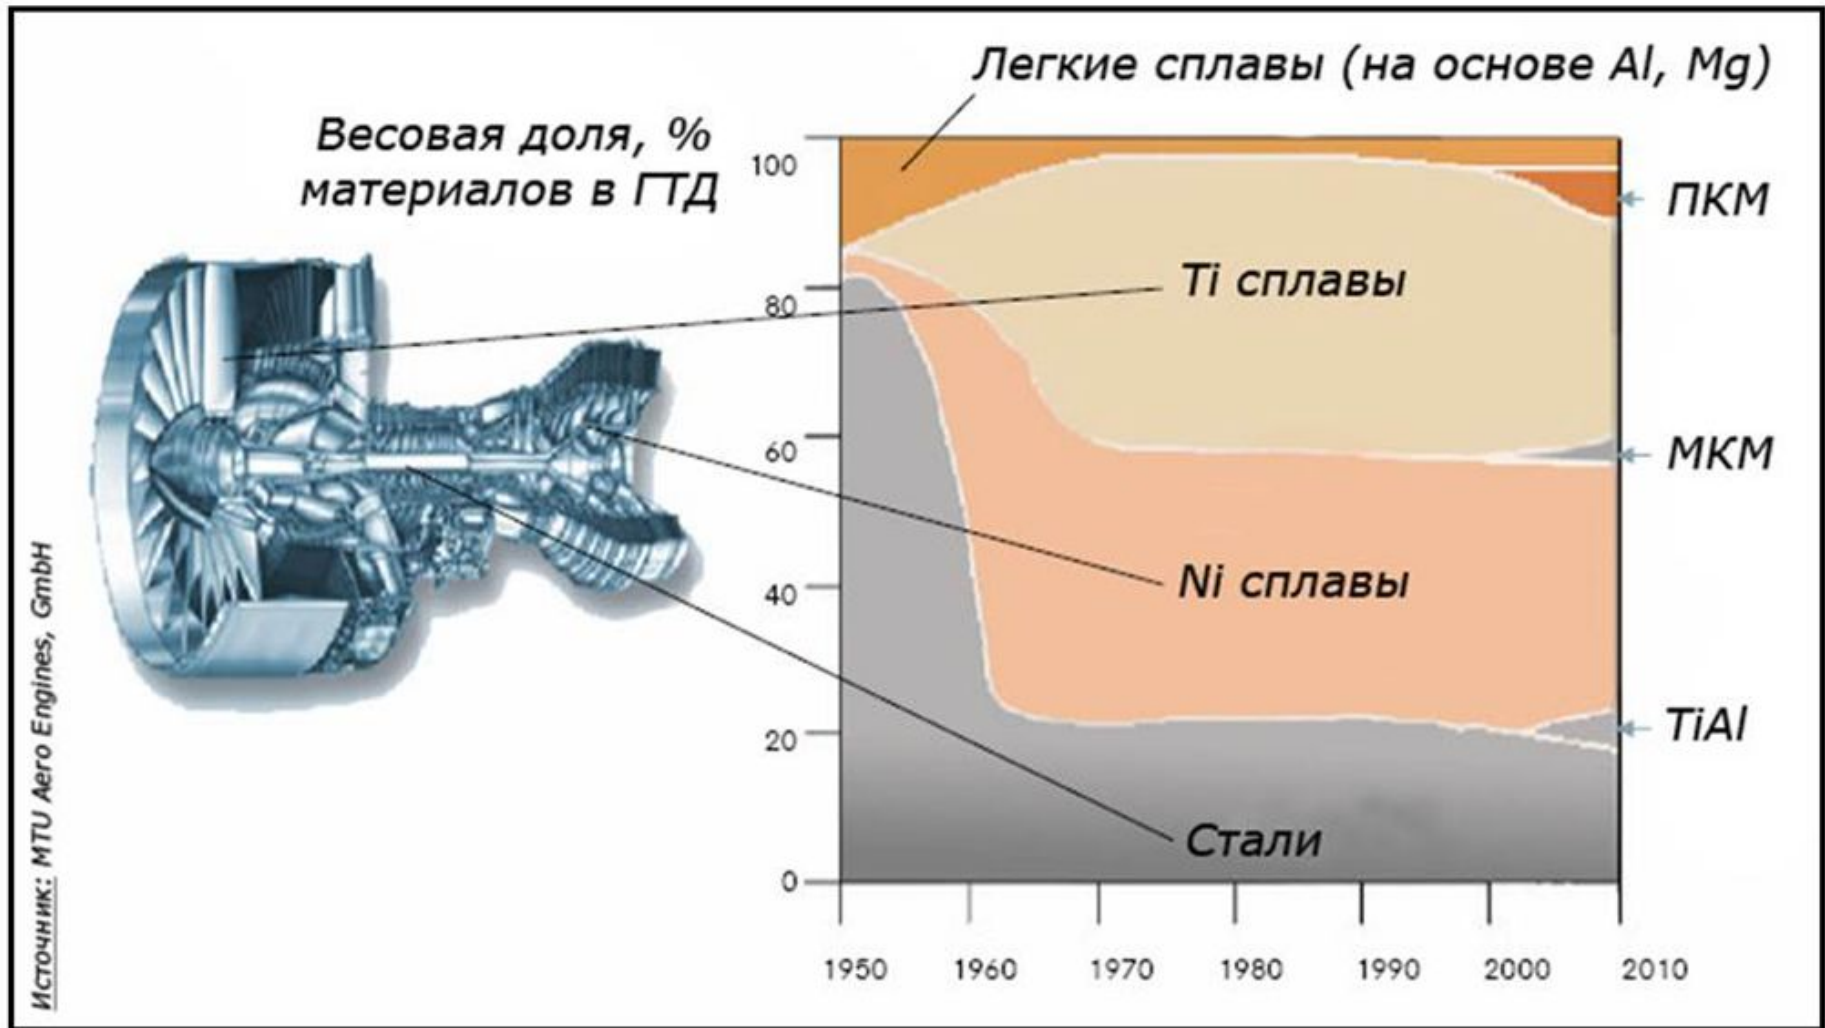 Легкие сплавы (на основе Al, Mg)
Весовая доля, %
материалов в ГТД
100
80
60
40
20
0
ПКМ
Ti сплавы
МКМ
Ni сплавы
TiAl
Стали
1950 1960 1970 1980 1990 2000 2010
Источник: MTU Aero Engines, GmbH